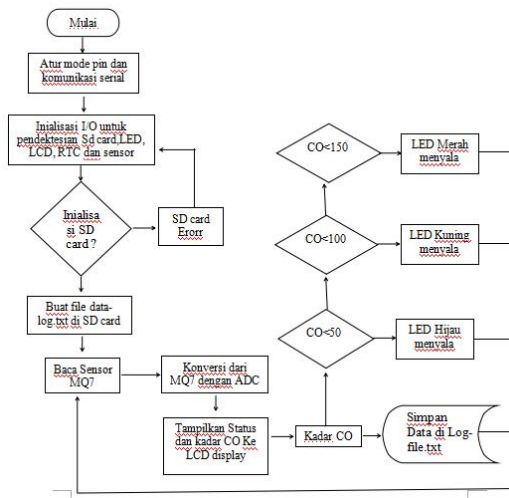 Mulai
Atur mode pin dan
komunikasi serial
Inialisasi I/O untuk
pendektesian Sd card,LED,
LCD, RTC dan sensor
Inialisa
si SD
card ?
SD card
Erorr
Buat file data-
log.txt di SD card
Baca Sensor
MQ7
Konversi dari
MQ7 dengan ADC
Tampilkan Status
dan kadar CO Ke
LCD display
Kadar CO
Simpan
Data di Log-
file.txt
CO<50
LED Hijau
menyala
CO<100
LED Kuning
menyala
CO<150
LED Merah
menyala